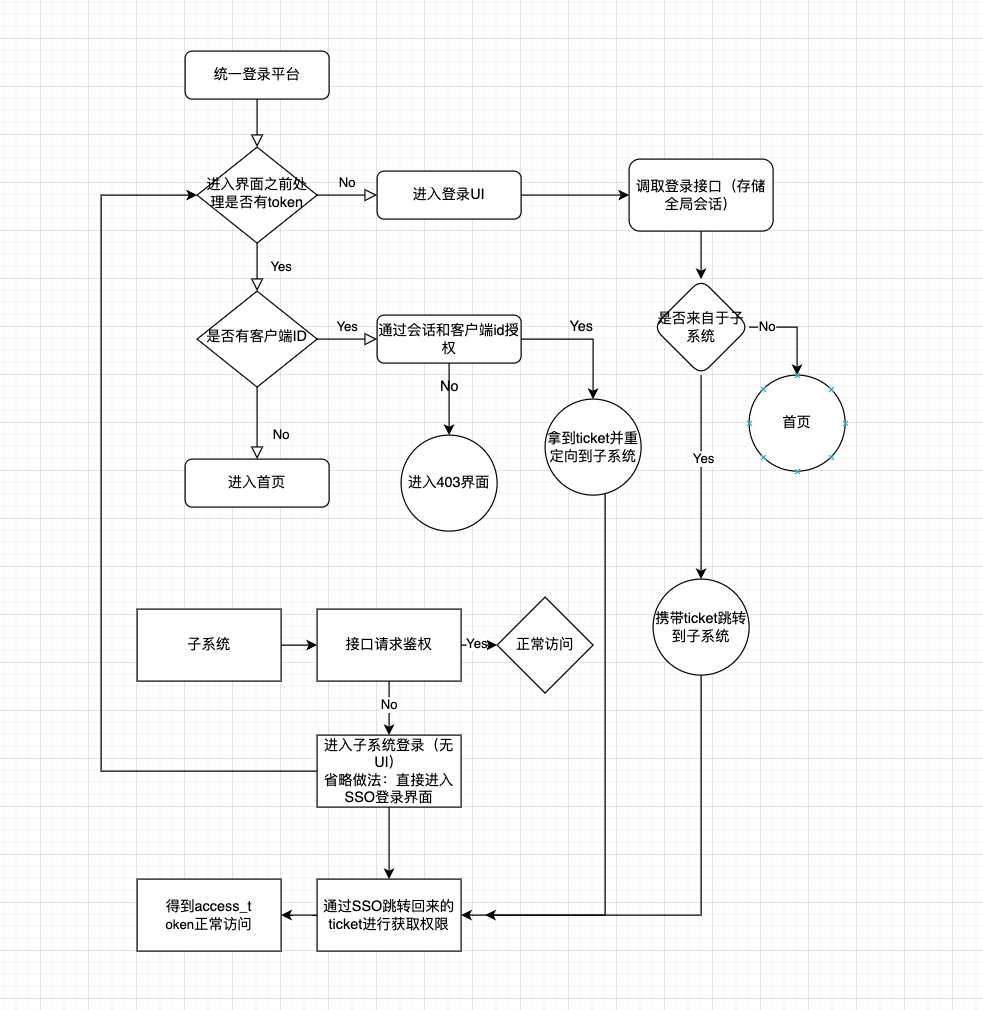 统一登录平台
进入界面之前处
理是否有token
No
进入登录UI
调取登录接口（存储
全局会话）
Yes
是否有客户端ID
Yes
通过会话和客户端id授
权
Yes
是否来自于子
系统
No
No
No
首页
拿到ticket并重
定向到子系统
Yes
进入首页
进入403界面
子系统
接口请求鉴权
Yes
正常访问
携带ticket跳转
到子系统
No
进入子系统登录（无
UI）
省略做法：直接进入
SSO登录界面
得到access_t
oken正常访问
通过SSO跳转回来的
ticket进行获取权限